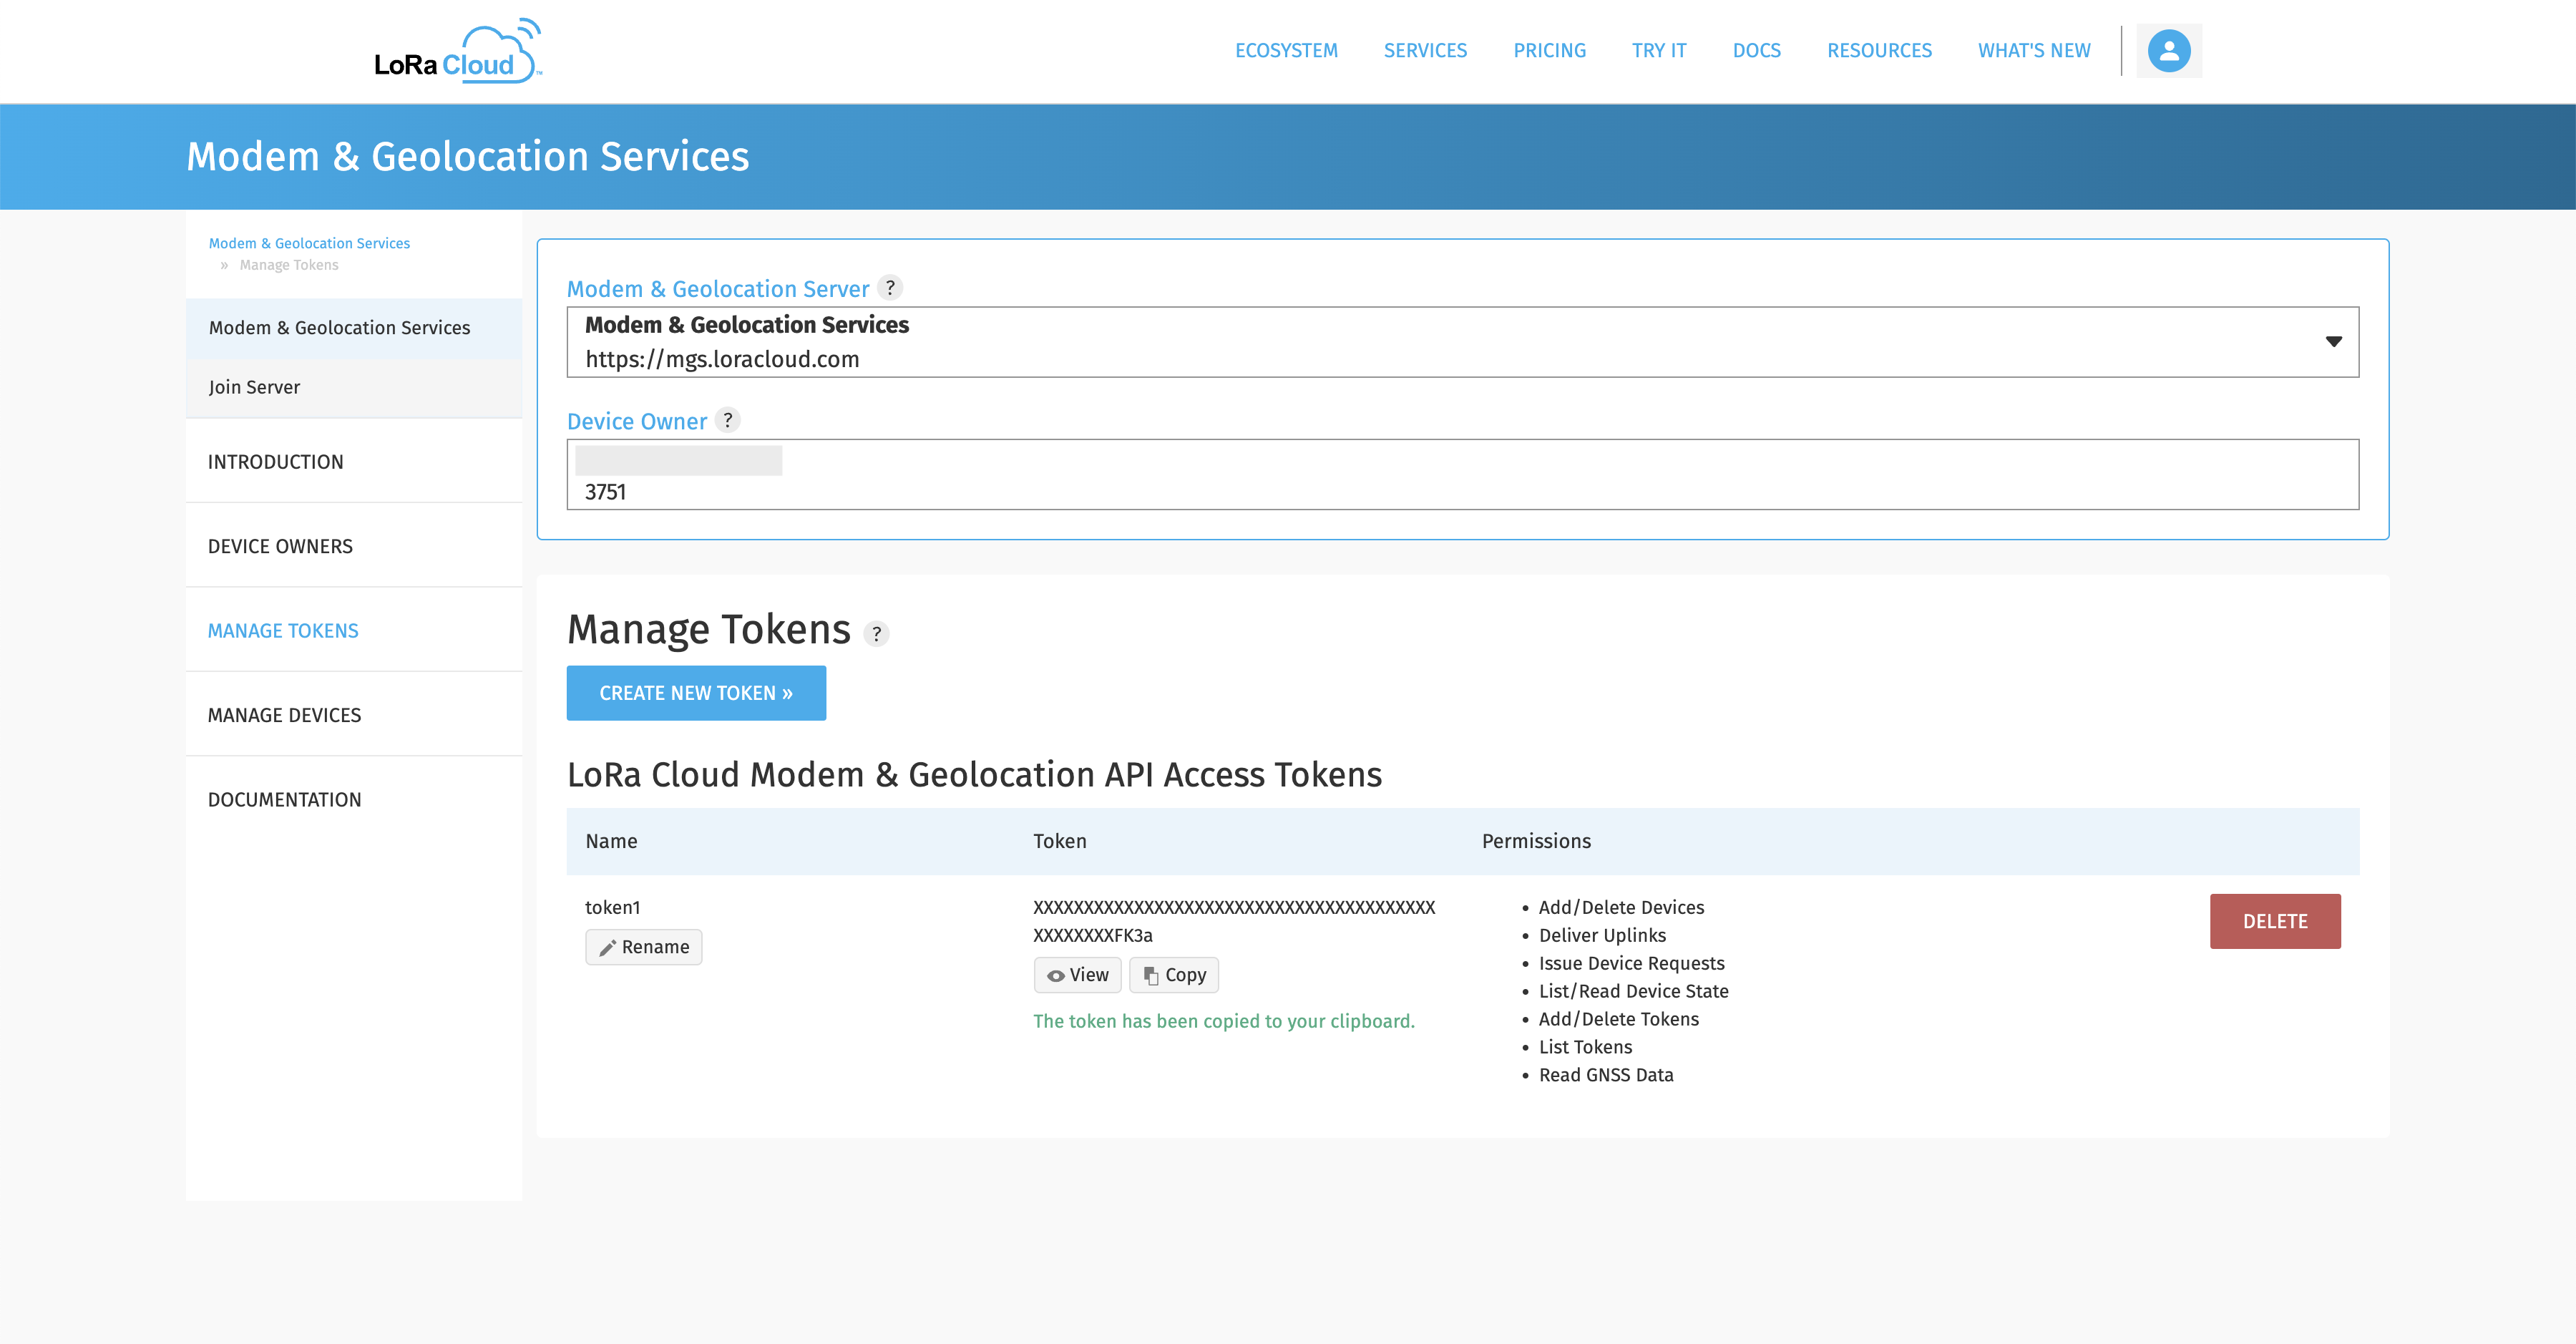 LoRa Cloud™
ECOSYSTEM
SERVICES
PRICING
TRY IT
DOCS
RESOURCES
WHAT'S NEW
Modem & Geolocation Services
Modem & Geolocation Services
» Manage Tokens
Modem & Geolocation Services
Join Server
INTRODUCTION
DEVICE OWNERS
MANAGE TOKENS
MANAGE DEVICES
DOCUMENTATION
Modem & Geolocation Server ?
Modem & Geolocation Services
https://mgs.loracloud.com
Device Owner ?
3751
Manage Tokens ?
CREATE NEW TOKEN »
LoRa Cloud Modem & Geolocation API Access Tokens
Name
Token
Permissions
token1
Rename
XXXXXXXXXXXXXXXXXXXXXXXXXXXXXXXXXXXXXXXX
XXXXXXXXFK3a
View
Copy
The token has been copied to your clipboard.
• Add/Delete Devices
• Deliver Uplinks
• Issue Device Requests
• List/Read Device State
• Add/Delete Tokens
• List Tokens
• Read GNSS Data
DELETE